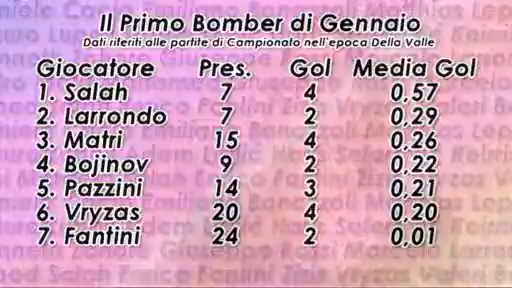 Il Primo Bomber di Gennaio
Dati riferiti alle partite di Campionato nell'epoca Della Valle
Giocatore Pres. Gol Media Gol
1. Salah 7 4 0,57
2. Larrondo 7 2 0,29
3. Matri 15 4 0,26
4. Bojinov 9 2 0,22
5. Pazzini 14 3 0,21
6. Vryzas 20 4 0,20
7. Fantini 24 2 0,01